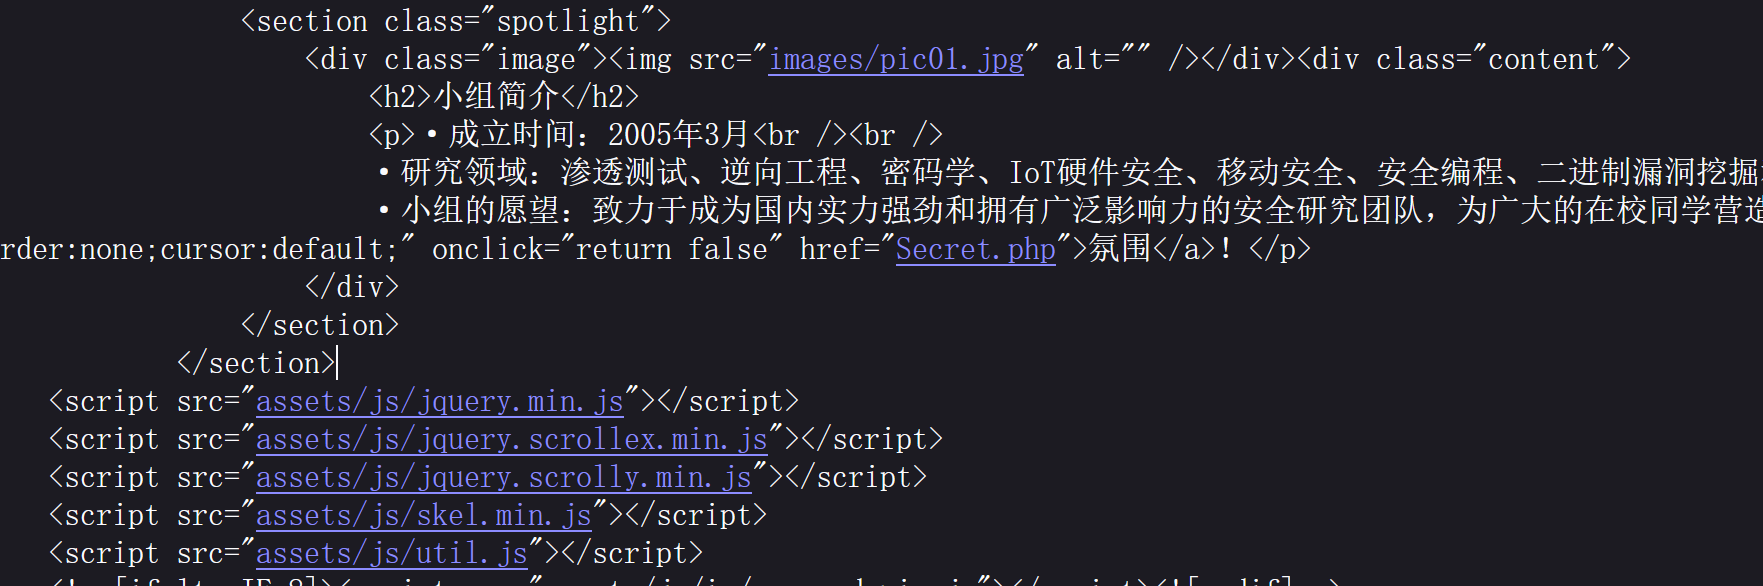 <section class="spotlight">
<div class="image"><img src="images/pic01.jpg" alt="" /></div><div class="content">
<h2>小组简介</h2>
<p>·成立时间：2005年3月<br /><br />
·研究领域：渗透测试、逆向工程、密码学、IoT硬件安全、移动安全、安全编程、二进制漏洞挖掘
·小组的愿望：致力于成为国内实力强劲和拥有广泛影响力的安全研究团队，为广大的在校同学营造
rder:none;cursor:default;" onclick="return false" href="Secret.php">氛围</a>！</p>
</div>
</section>
</section>
<script src="assets/js/jquery.min.js"></script>
<script src="assets/js/jquery.scrollex.min.js"></script>
<script src="assets/js/jquery.scrolly.min.js"></script>
<script src="assets/js/skel.min.js"></script>
<script src="assets/js/util.js"></script>